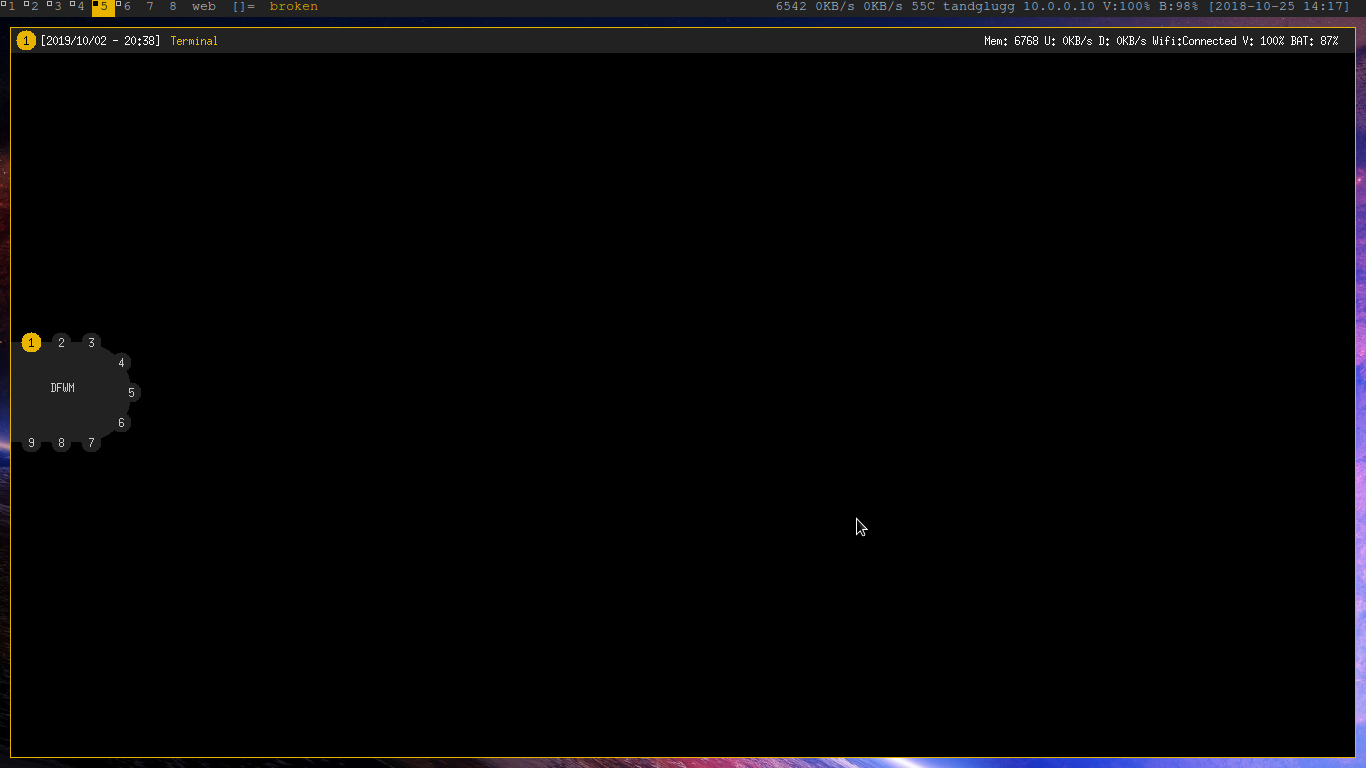 1 2 3 4 5 6 7 8 web []= broken 6542 0KB/s 0KB/s 55C tandglugg 10.0.0.10 V:100% B:98% [2018-10-25 14:17]
1 [2019/10/02 - 20:38] Terminal Mem: 6768 U: 0KB/s D: 0KB/s Wifi:Connected V: 100% BAT: 87%
1 2 3
4
DFWM
5
6
9 8 7